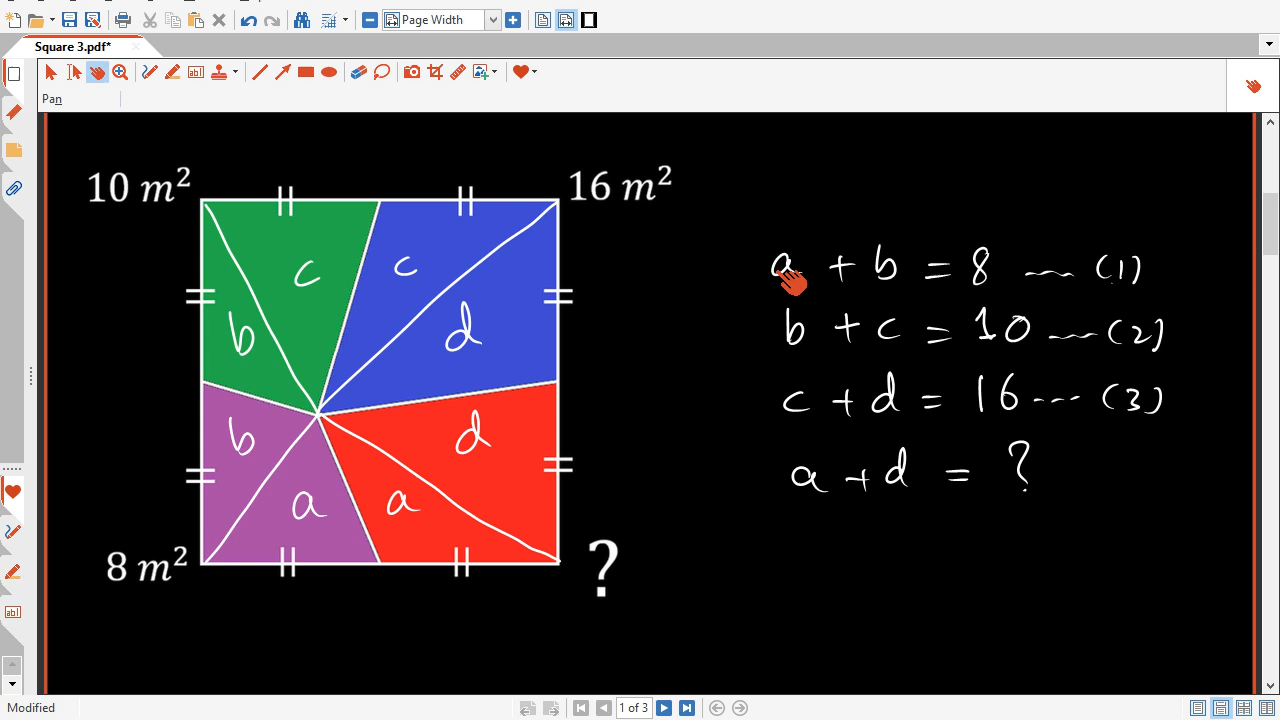 Page Width
Square 3.pdf*
Pan
10 m²
16 m²
c
c
b
d
b
d
a
a
8 m²
?
a + b = 8 — (1)
b + c = 10 — (2)
c + d = 16 --- (3)
a + d = ?
Modified
1 of 3